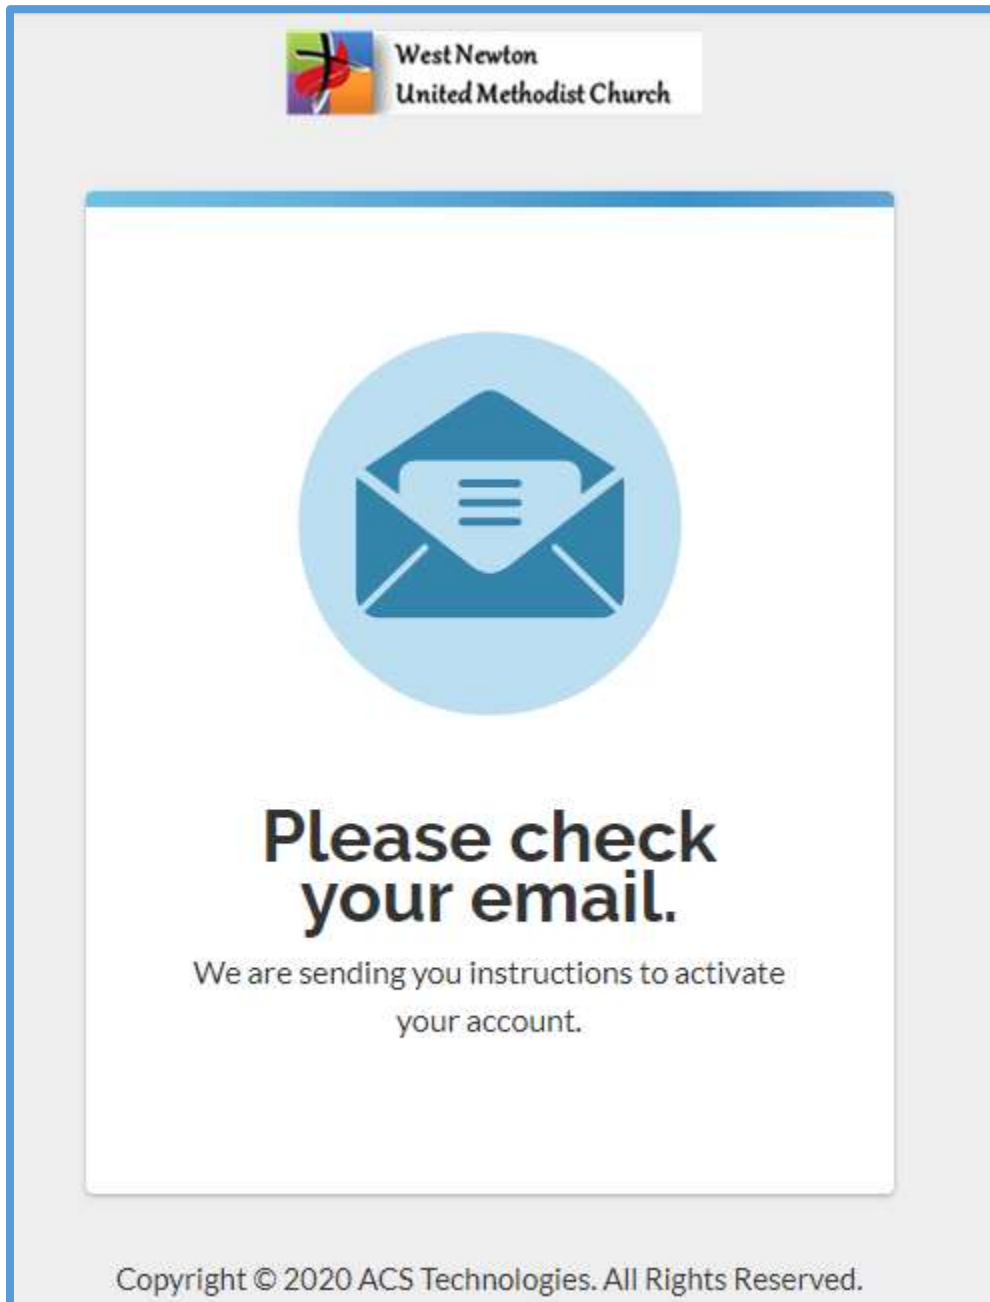 West Newton
United Methodist Church
Please check
your email.
We are sending you instructions to activate
your account.
Copyright © 2020 ACS Technologies. All Rights Reserved.